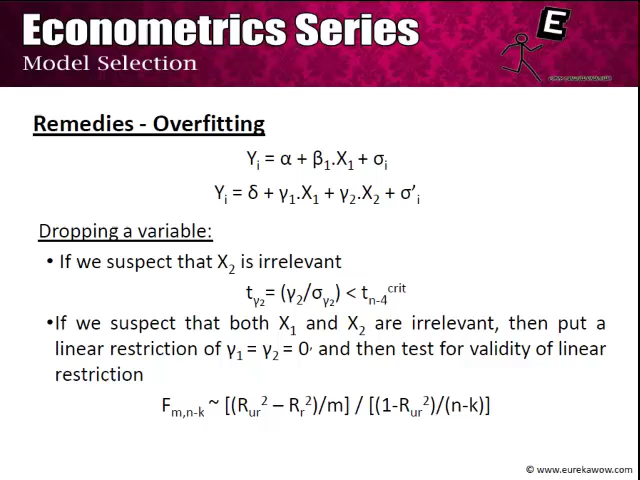 Econometrics Series
Model Selection
E
Remedies - Overfitting
Yi = α + β1.X1 + σi
Yi = δ + γ1.X1 + γ2.X2 + σ'i
Dropping a variable:
• If we suspect that X2 is irrelevant
tγ2= (γ2/σγ2) < tn-4crit
•If we suspect that both X1 and X2 are irrelevant, then put a
linear restriction of γ1 = γ2 = 0, and then test for validity of linear
restriction
Fm,n-k ~ [(Rur2 – Rr2)/m] / [(1-Rur2)/(n-k)]
© www.eurekawow.com